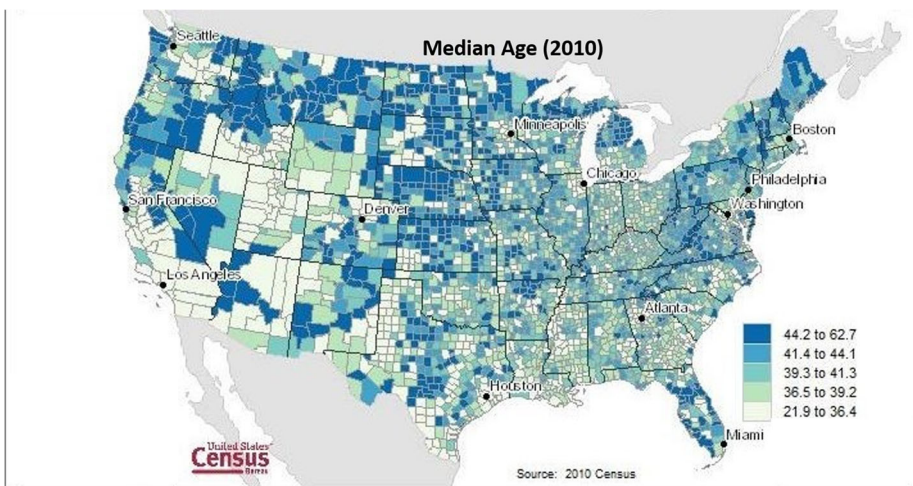 Median Age (2010)
Seattle
Minneapolis
Boston
Chicago
Philadelphia
Washington
San Francisco
Denver
Los Angeles
Atlanta
Houston
Miami
44.2 to 62.7
41.4 to 44.1
39.3 to 41.3
36.5 to 39.2
21.9 to 36.4
United States
Census
Bureau
Source: 2010 Census